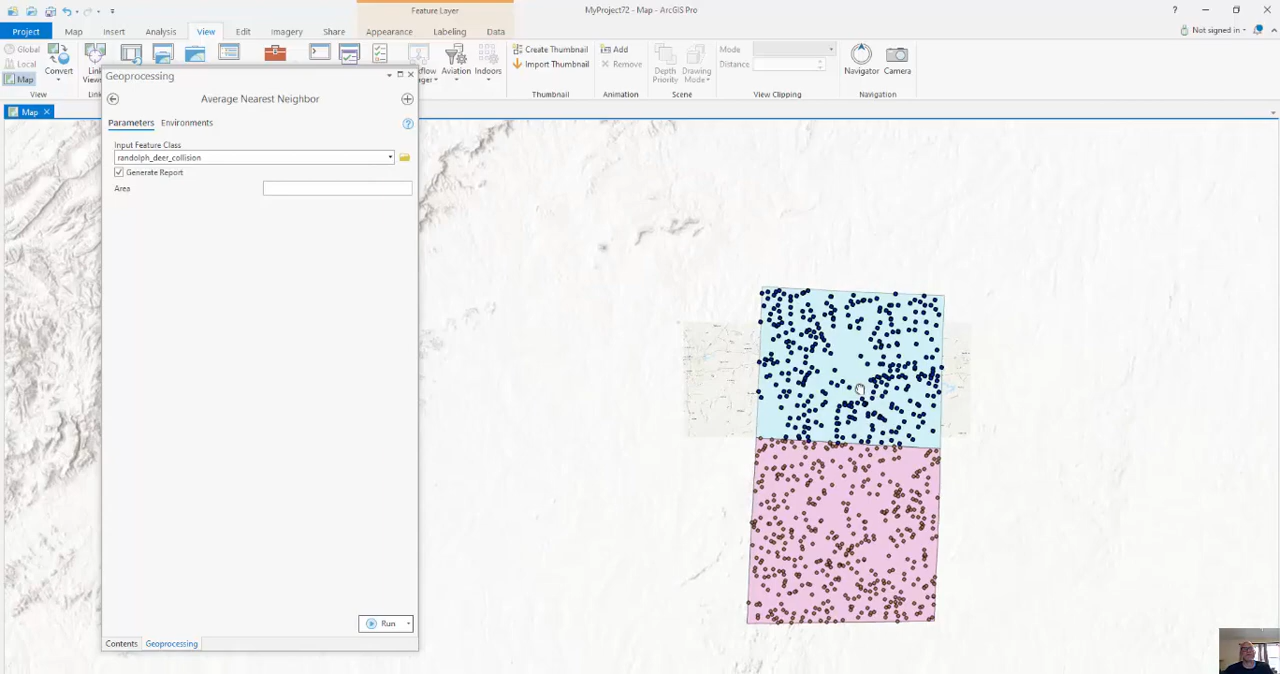 Feature Layer
MyProject72 - Map - ArcGIS Pro
?
Project
Map
Insert
Analysis
View
Edit
Imagery
Share
Appearance
Labeling
Data
Not signed in
Global
Local
Map
Convert
Link
View
Aviation
Indoors
Create Thumbnail
Import Thumbnail
Thumbnail
Add
Remove
Animation
Depth
Priority
Drawing
Mode
Scene
Mode
Distance
View Clipping
Navigator
Camera
Navigation
Map
Geoprocessing
Average Nearest Neighbor
Parameters
Environments
?
Input Feature Class
randolph_deer_collision
Generate Report
Area
Run
Contents
Geoprocessing